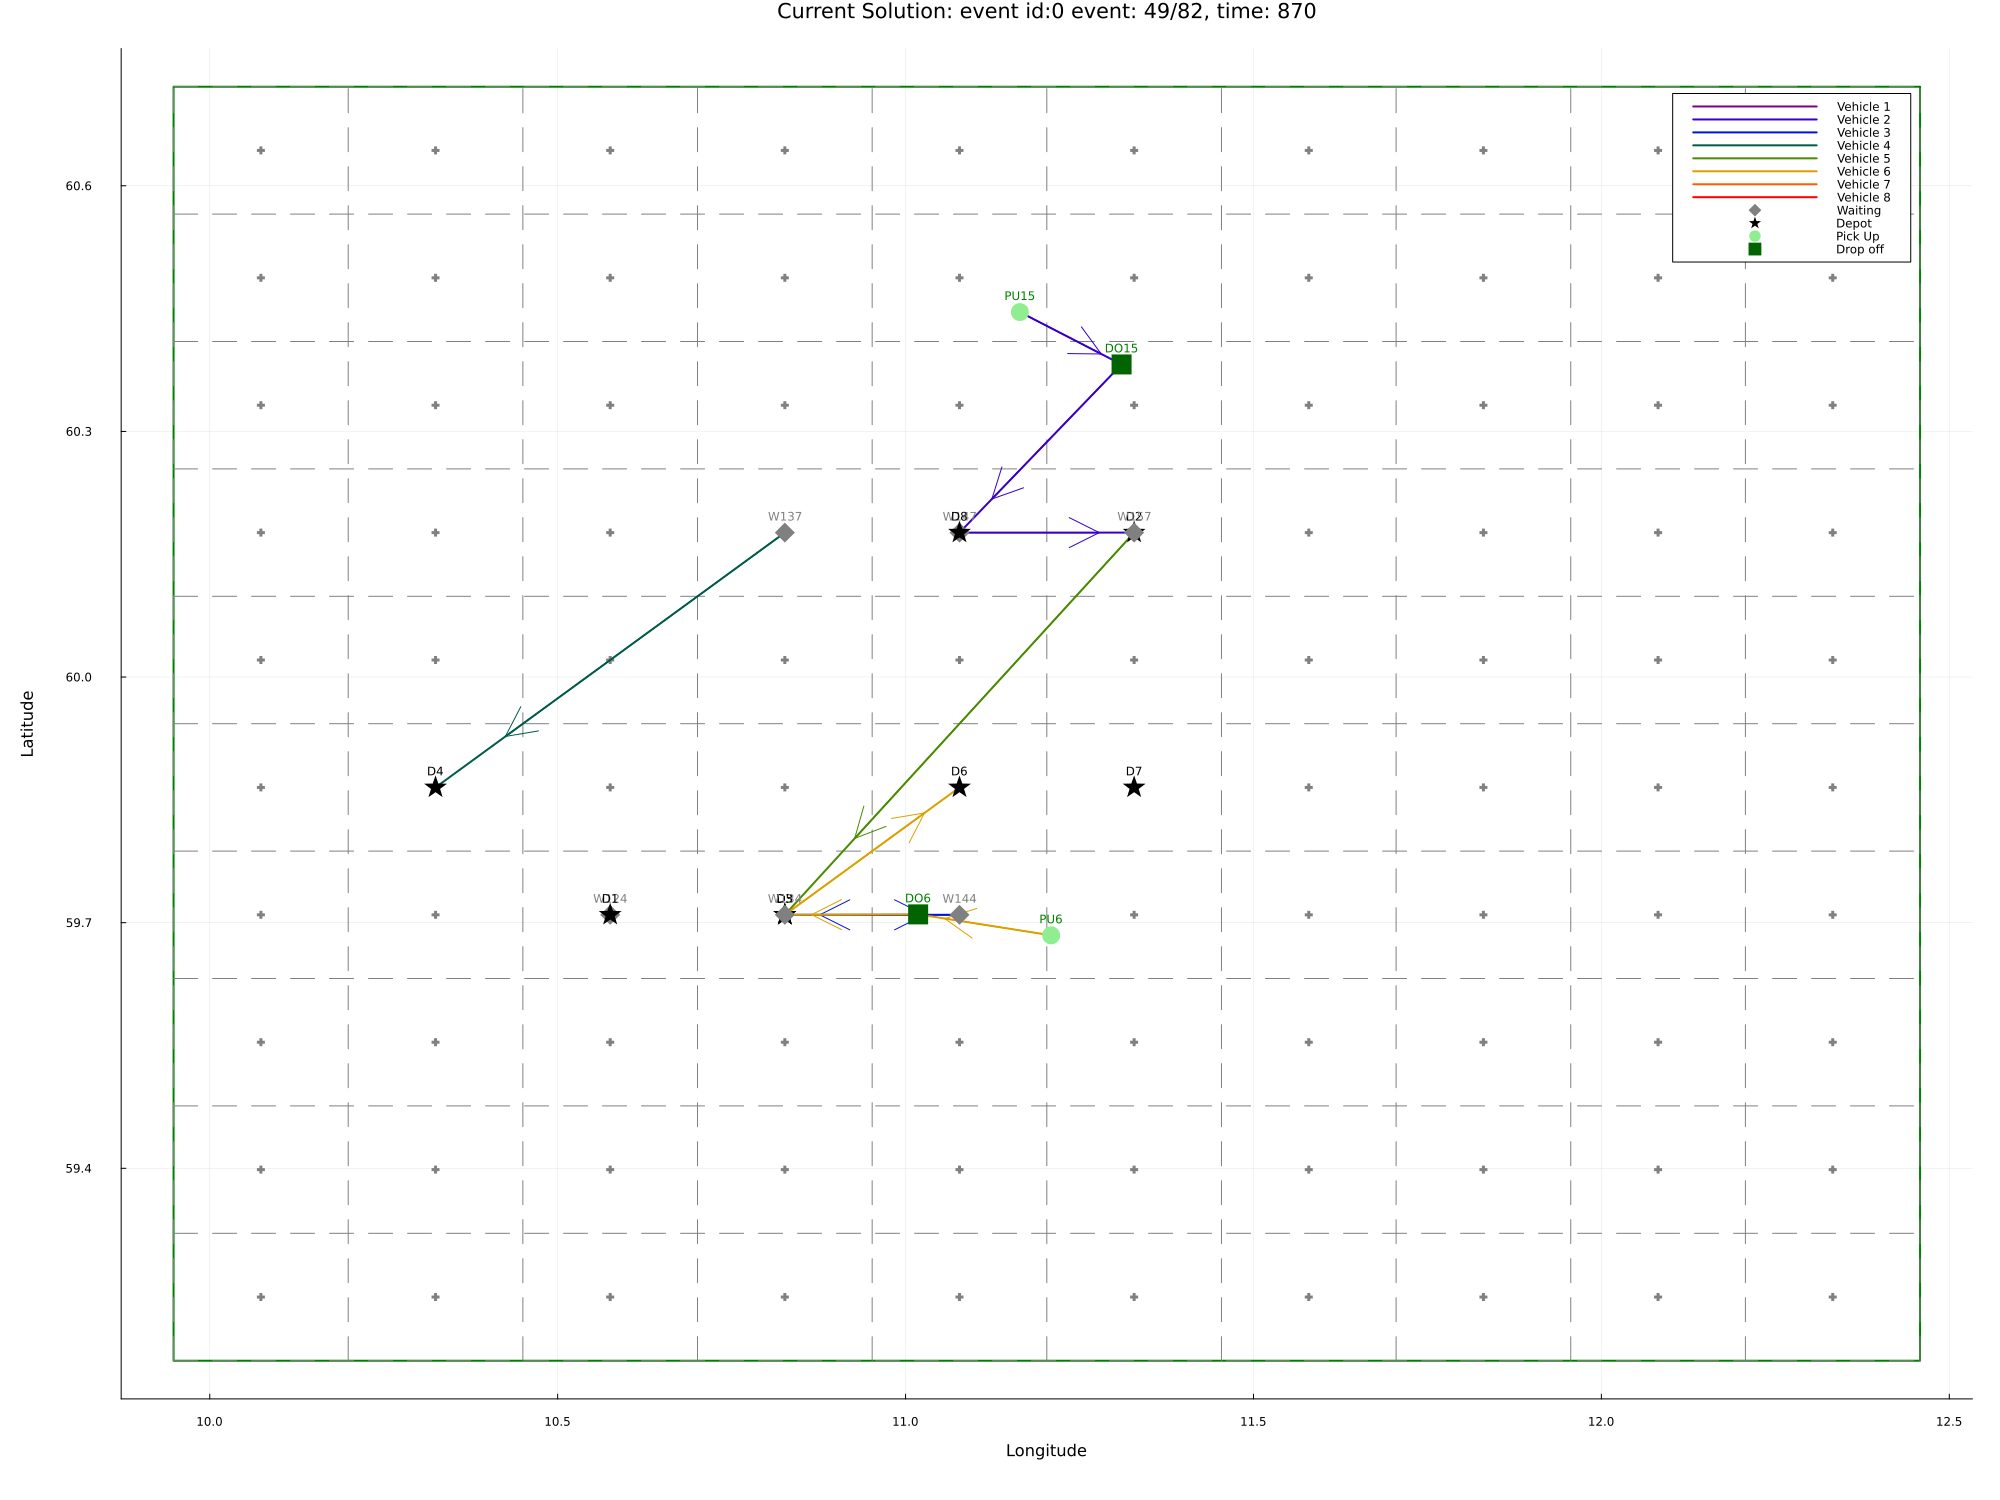 Current Solution: event id:0 event: 49/82, time: 870
Vehicle 1
Vehicle 2
Vehicle 3
Vehicle 4
Vehicle 5
Vehicle 6
Vehicle 7
Vehicle 8
Waiting
Depot
Pick Up
Drop off
60.6
PU15
DO15
60.3
W137
D8
D2
60.0
Latitude
D4
D6
D7
D1
DO6
W144
PU6
59.7
59.4
10.0
10.5
11.0
11.5
12.0
12.5
Longitude